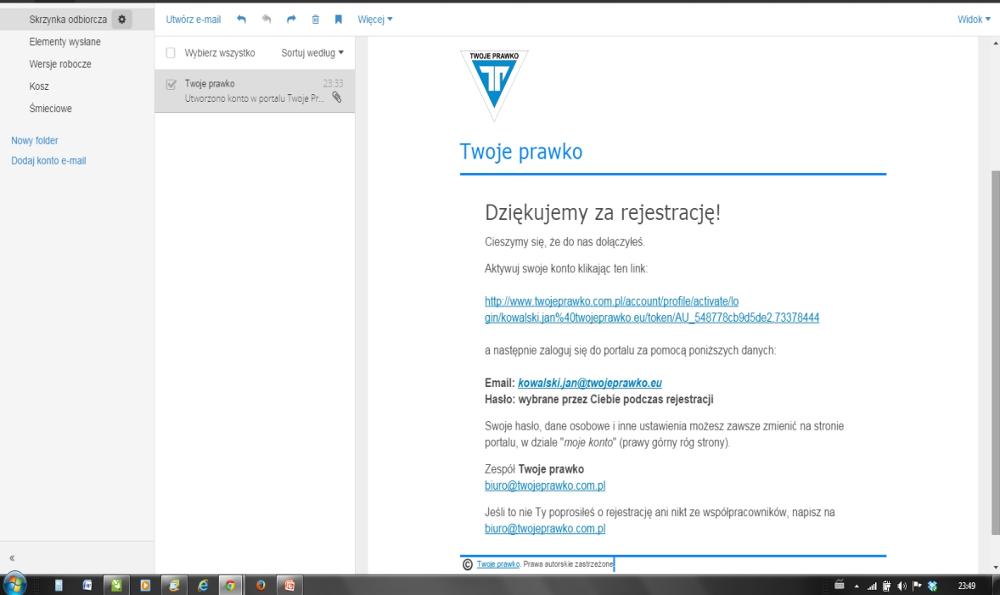 Skrzynka odbiorcza
Elementy wysłane
Wersje robocze
Kosz
Śmieciowe
Nowy folder
Dodaj konto e-mail
«
Utwórz e-mail
Więcej
Widok
Wybierz wszystko
Sortuj według
Twoje prawko 23:33
Utworzono konto w portalu Twoje Pr...
TWOJE PRAWKO
Twoje prawko
Dziękujemy za rejestrację!
Cieszymy się, że do nas dołączyłeś.
Aktywuj swoje konto klikając ten link:
http://www.twojeprawko.com.pl/account/profile/activate/lo
gin/kowalski.jan%40twojeprawko.eu/token/AU_548778cb9d5de2.73378444
a następnie zaloguj się do portalu za pomocą poniższych danych:
Email: kowalski.jan@twojeprawko.eu
Hasło: wybrane przez Ciebie podczas rejestracji
Swoje hasło, dane osobowe i inne ustawienia możesz zawsze zmienić na stronie
portalu, w dziale "moje konto" (prawy górny róg strony).
Zespół Twoje prawko
biuro@twojeprawko.com.pl
Jeśli to nie Ty poprosiłeś o rejestrację ani nikt ze współpracowników, napisz na
biuro@twojeprawko.com.pl
© Twoje prawko. Prawa autorskie zastrzeżone
23:49